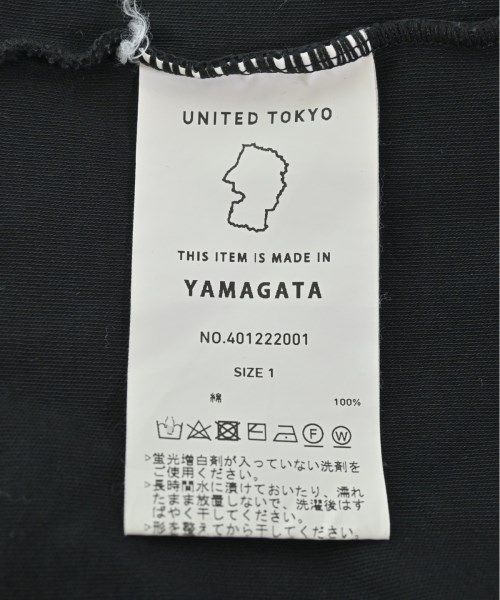 UNITED TOKYO
THIS ITEM IS MADE IN
YAMAGATA
NO.401222001
SIZE 1
綿 100%
F W
>蛍光増白剤が入っていない洗剤を
ご使用ください。
>長時間水に漬けておいたり、濡れ
たまま放置しないで、洗濯後はす
ばやく干してください。
>形を整えてから干してください。